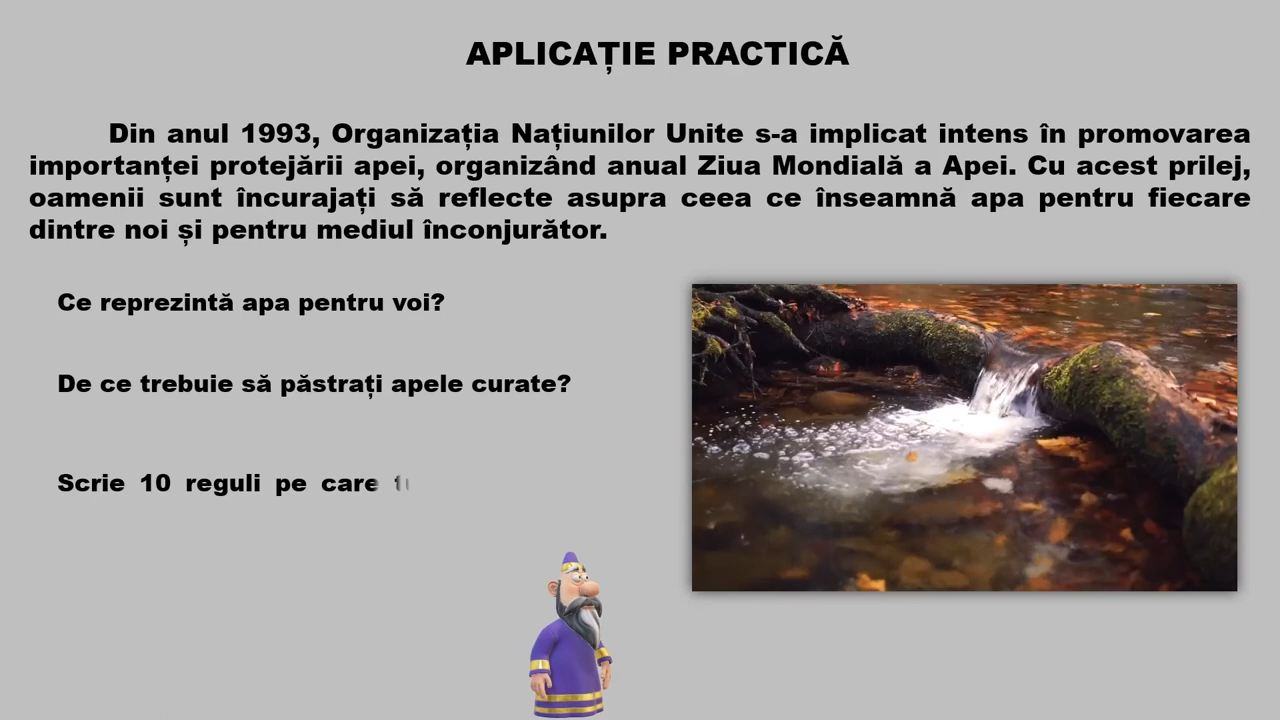 APLICAȚIE PRACTICĂ
Din anul 1993, Organizația Națiunilor Unite s-a implicat intens în promovarea
importanței protejării apei, organizând anual Ziua Mondială a Apei. Cu acest prilej,
oamenii sunt încurajați să reflecte asupra ceea ce înseamnă apa pentru fiecare
dintre noi și pentru mediul înconjurător.
Ce reprezintă apa pentru voi?
De ce trebuie să păstrați apele curate?
Scrie 10 reguli pe care